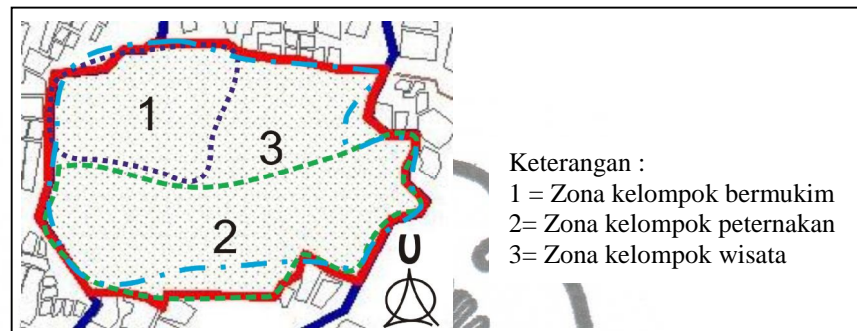 1
3
2
U
Keterangan :
1 = Zona kelompok bermukim
2= Zona kelompok peternakan
3= Zona kelompok wisata